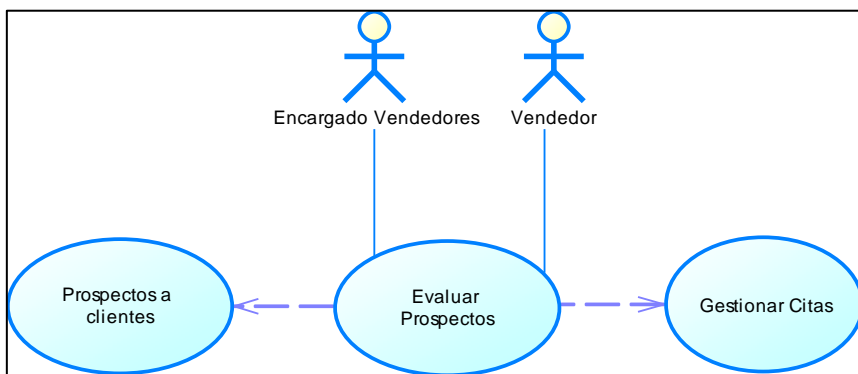 Encargado Vendedores
Vendedor
Prospectos a
clientes
Evaluar
Prospectos
Gestionar Citas